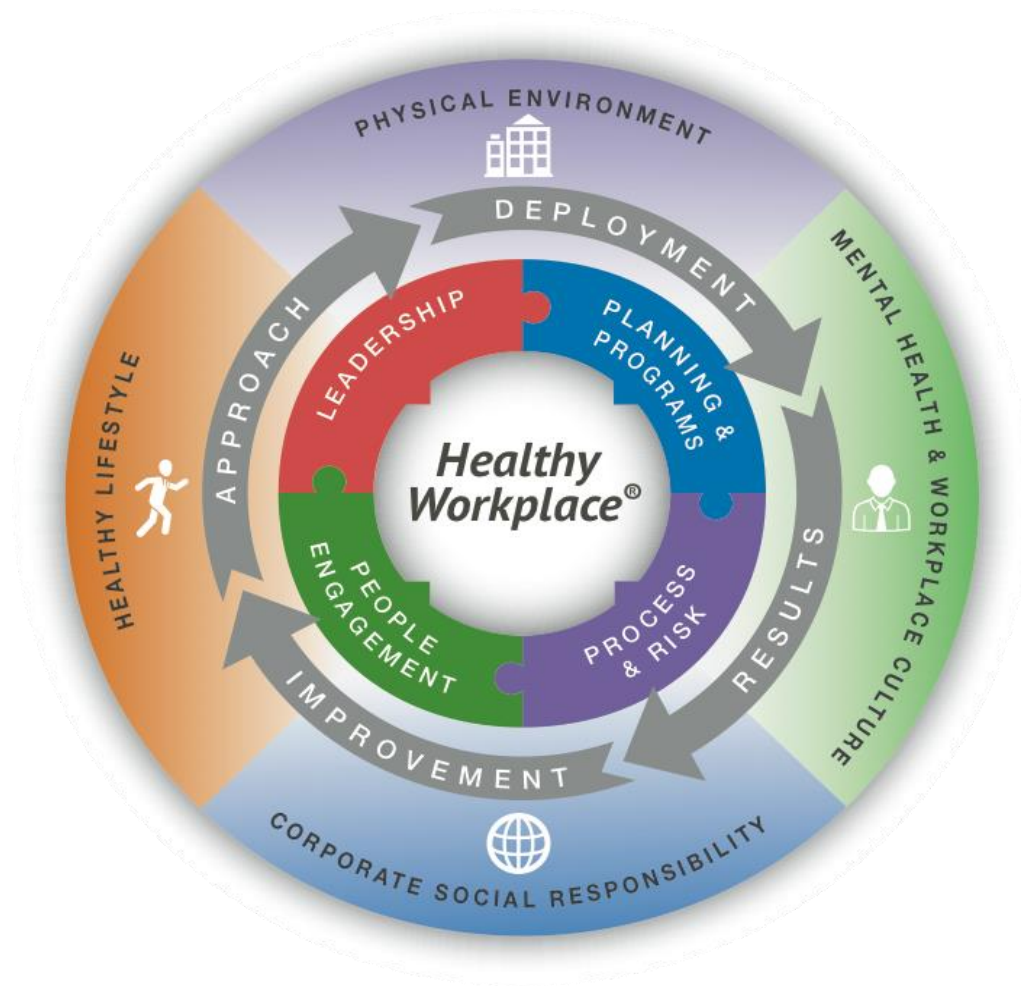 PHYSICAL ENVIRONMENT
MENTAL HEALTH & WORKPLACE CULTURE
CORPORATE SOCIAL RESPONSIBILITY
HEALTHY LIFESTYLE
APPROACH
DEPLOYMENT
RESULTS
IMPROVEMENT
LEADERSHIP
PLANNING &
PROGRAMS
PROCESS
& RISK
PEOPLE
ENGAGEMENT
Healthy
Workplace®